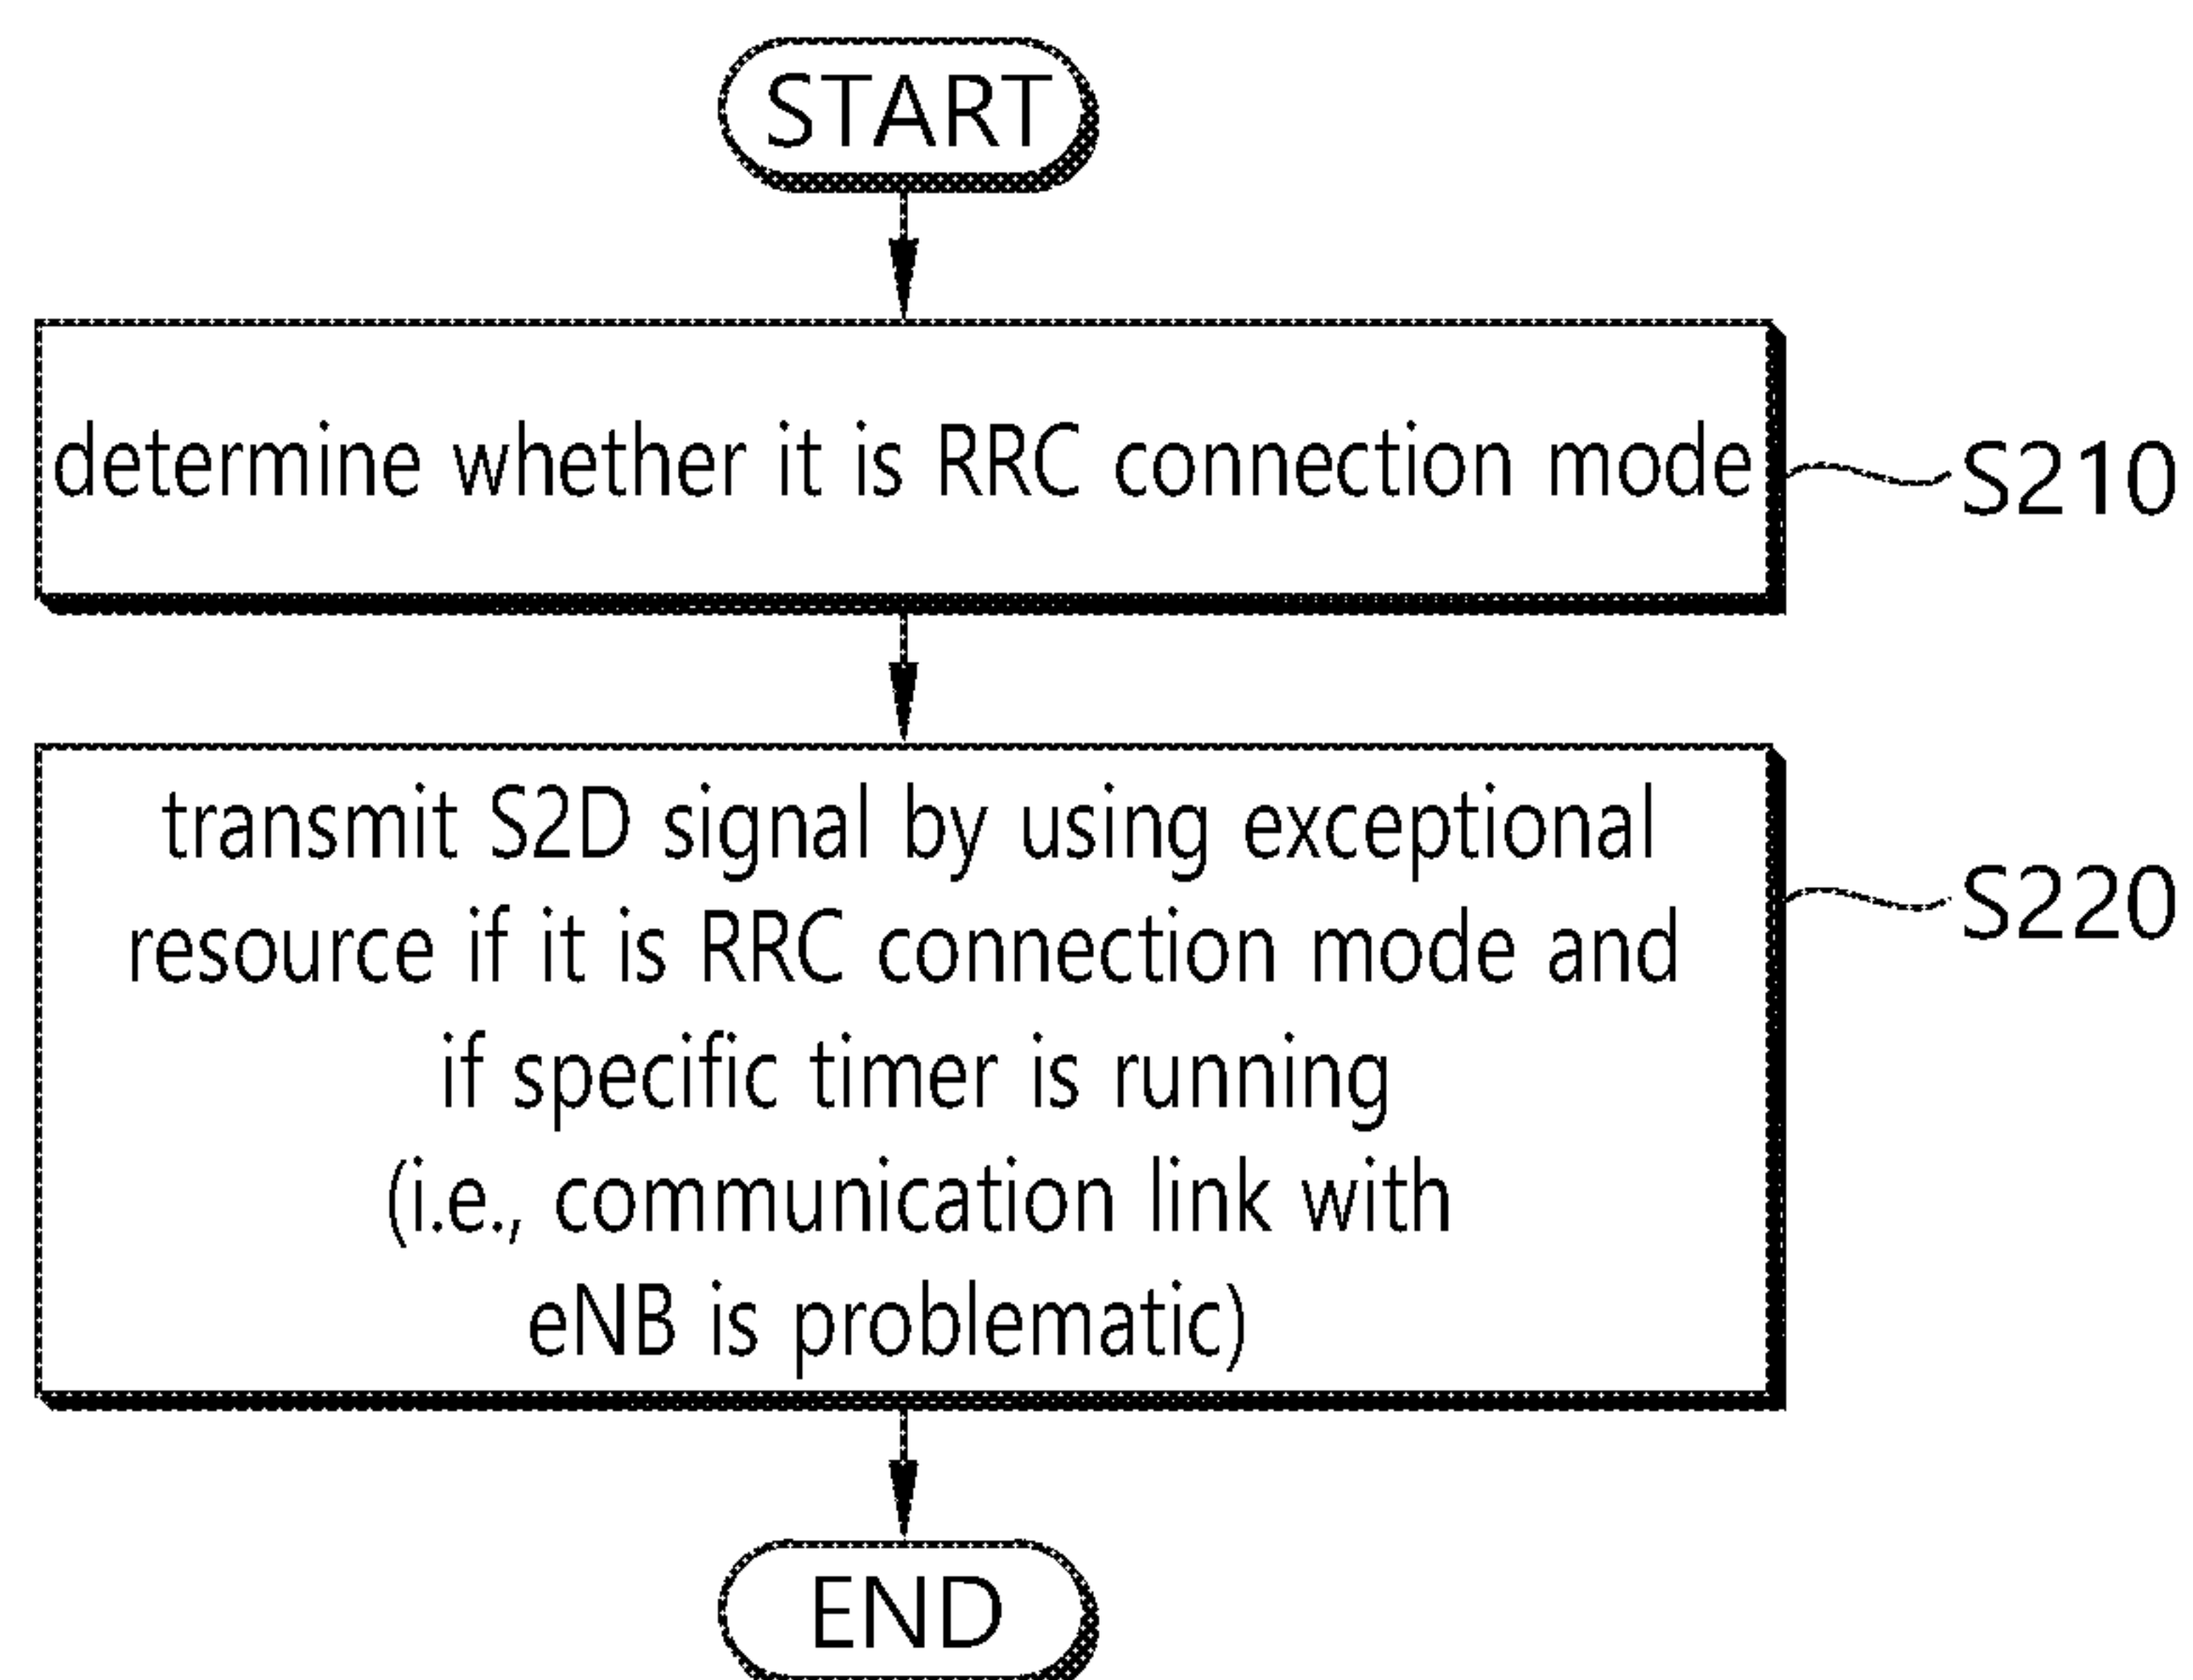 START
determine whether it is RRC connection mode
S210
transmit S2D signal by using exceptional
resource if it is RRC connection mode and
if specific timer is running
(i.e., communication link with
eNB is problematic)
S220
END